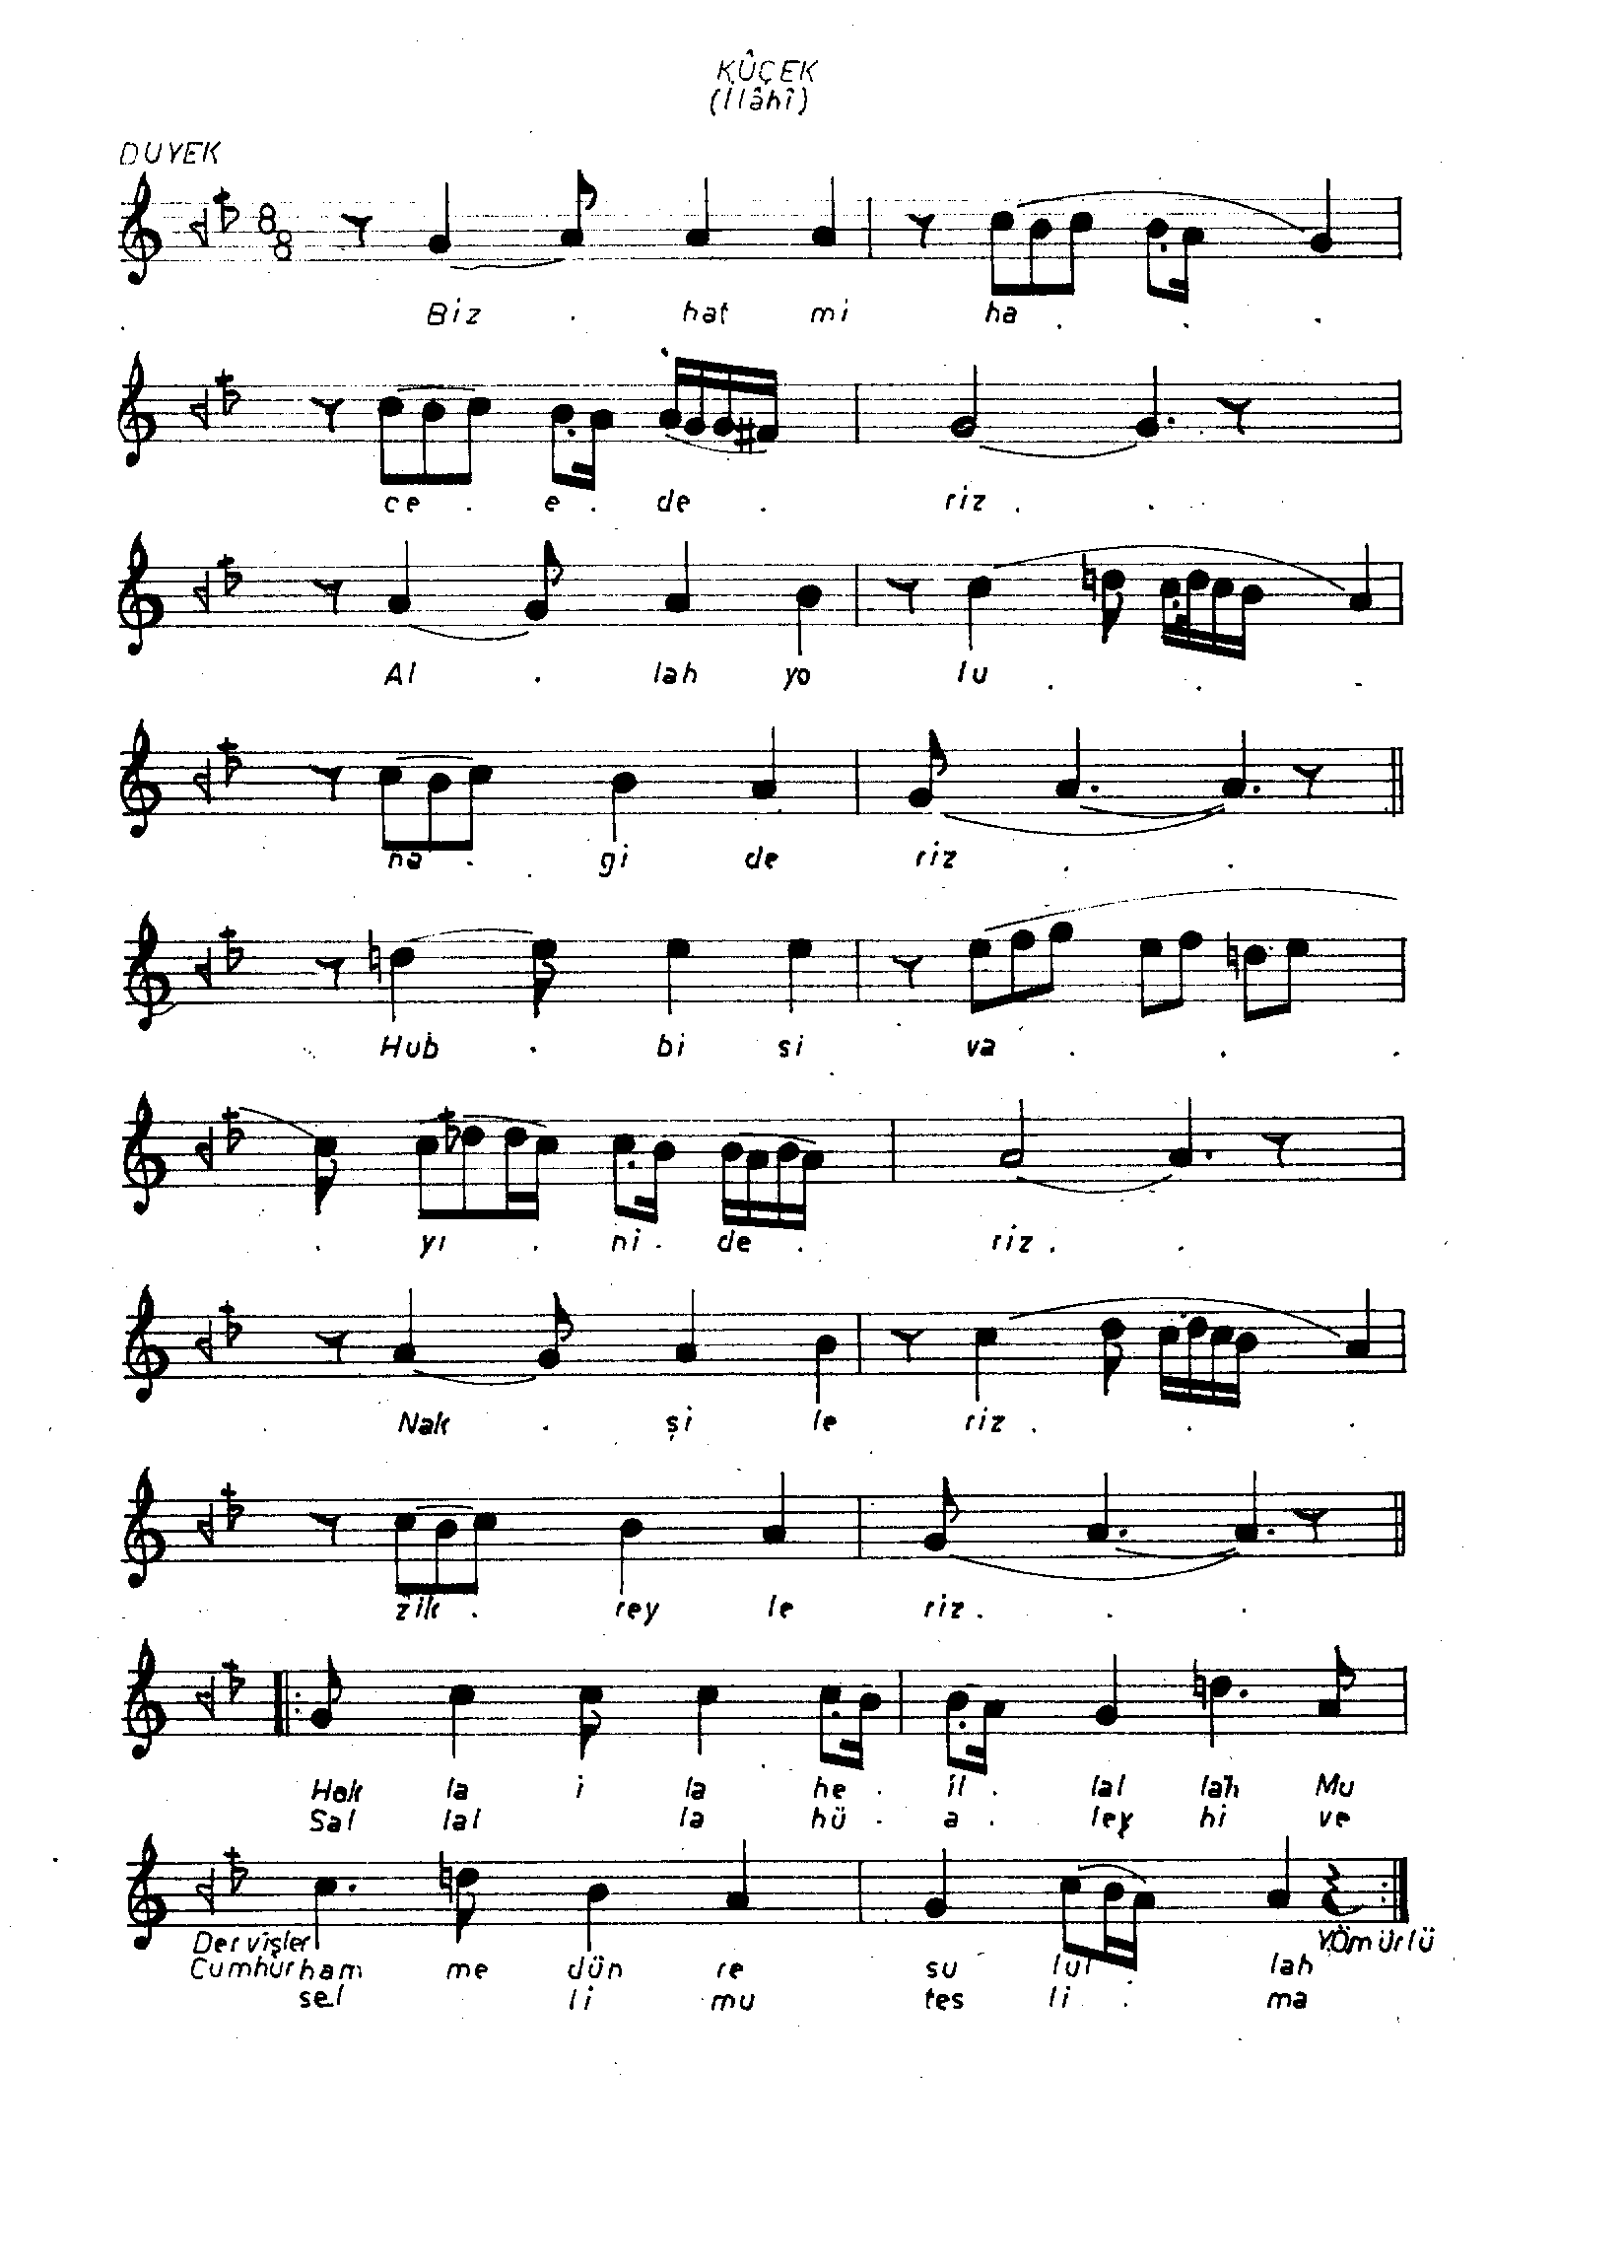 KÛÇEK
(İlâhî)
DUYEK
8
8
Biz . hat mi ha . . .
ce . e . de . riz . .
Al . lah yo lu . . .
na . gi de riz . .
Hub . bi si va . . .
. yı . ni . de . riz . .
Nak . şi le riz . . .
zik . rey le riz . . .
Hak la i la he . il . lal lah Mu
Sal lal la hü . a . ley hi ve
Dervişler Y.Ömürlü
Cumhur ham me dün re su lul . lah
sel li mu tes li . ma